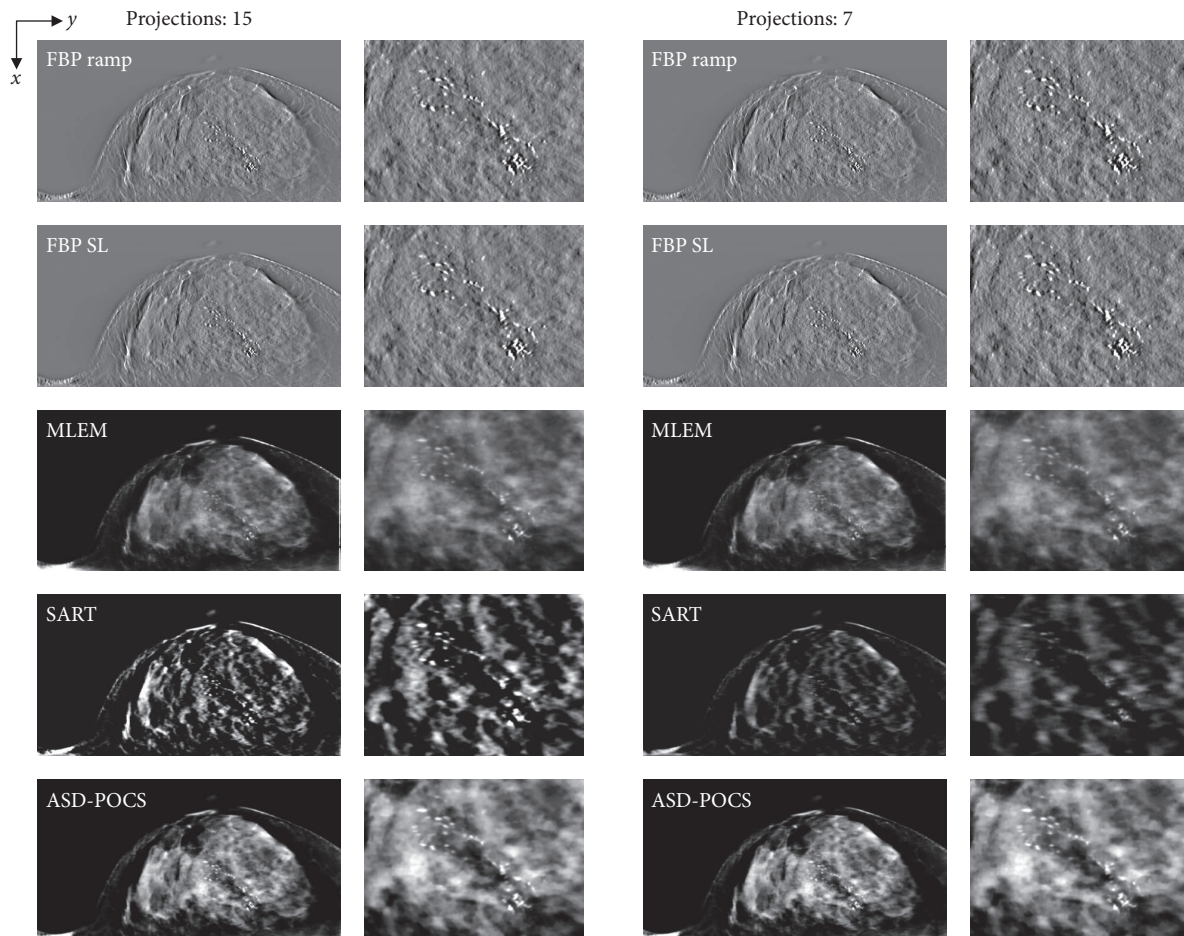 y Projections: 15 Projections: 7
x
FBP ramp FBP ramp
FBP SL FBP SL
MLEM MLEM
SART SART
ASD-POCS ASD-POCS